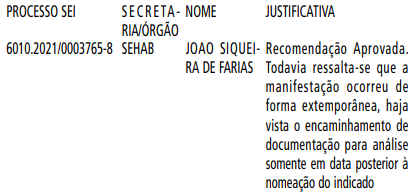 PROCESSO SEI SECRETA- NOME JUSTIFICATIVA
RIA/ÓRGÃO
6010.2021/0003765-8 SEHAB JOAO SIQUEI- Recomendação Aprovada.
RA DE FARIAS Todavia ressalta-se que a
manifestação ocorreu de
forma extemporânea, haja
vista o encaminhamento de
documentação para análise
somente em data posterior à
nomeação do indicado